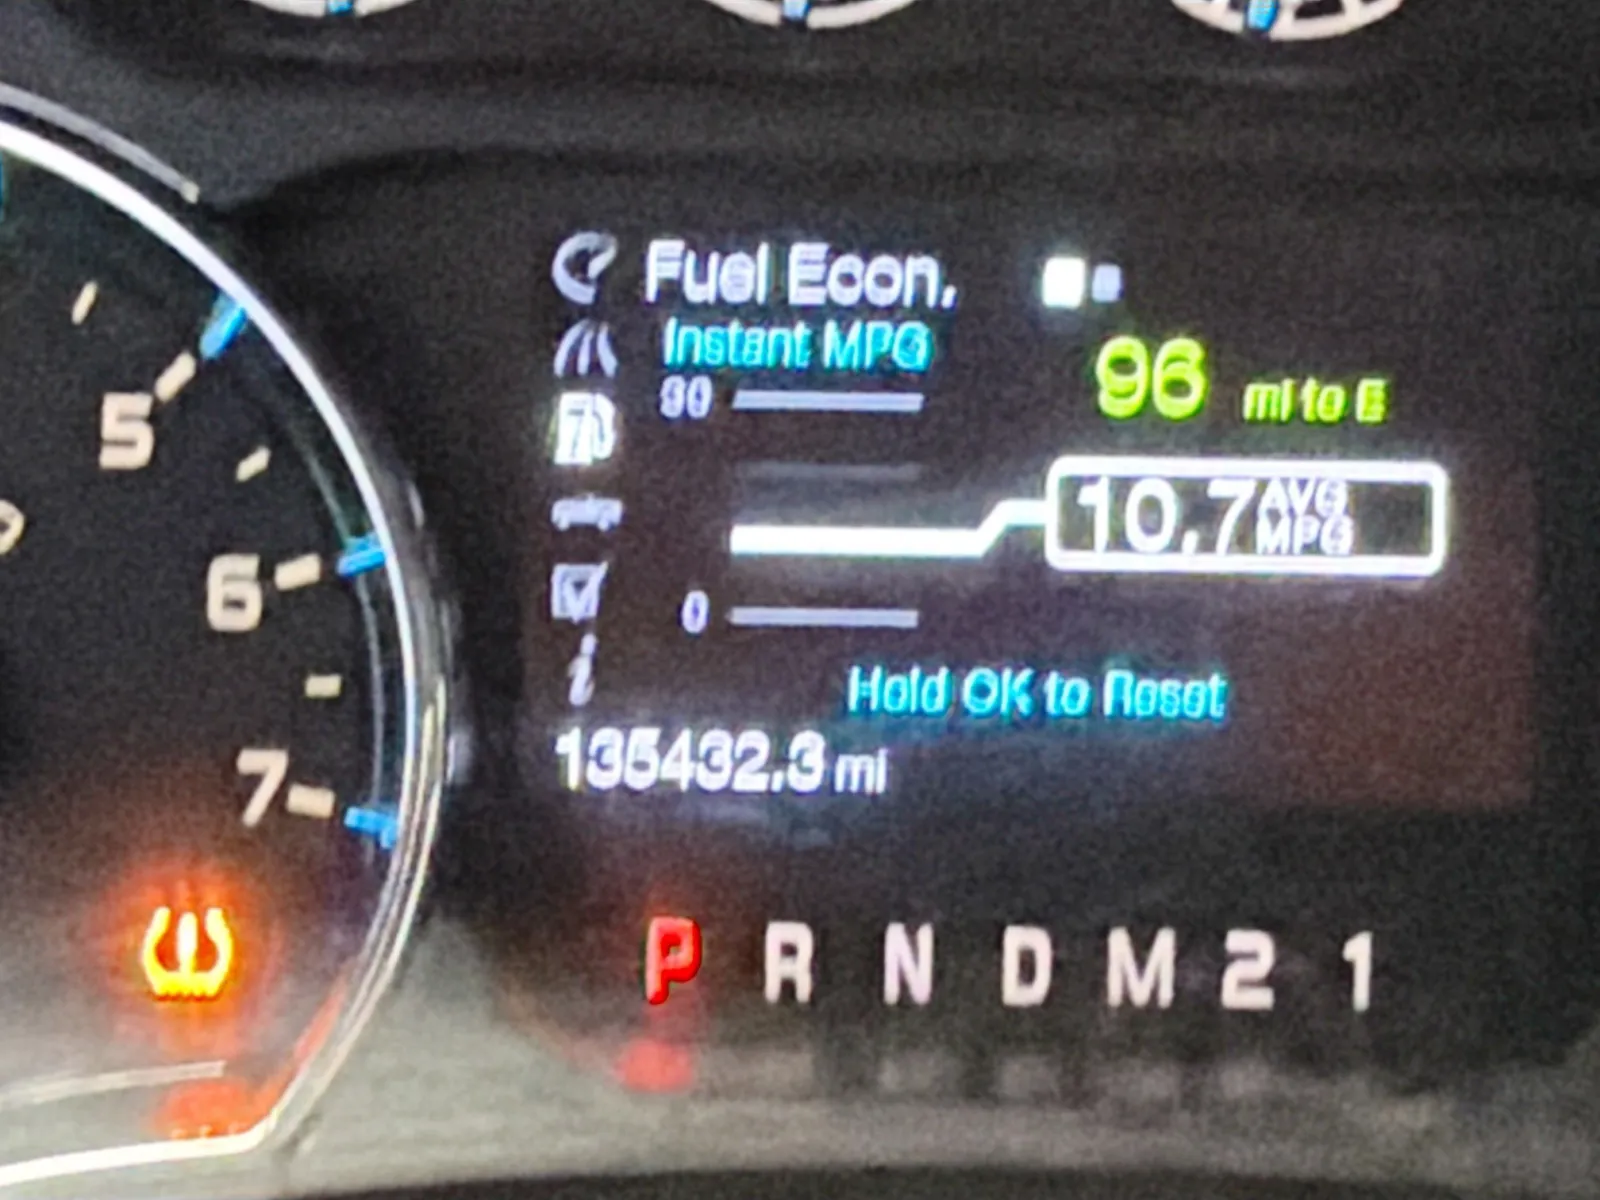 Fuel Econ.
Instant MPG
96 mi to E
90
10.7 AVG MPG
0
Hold OK to Reset
135432.3 mi
5
6
7
P R N D M 2 1